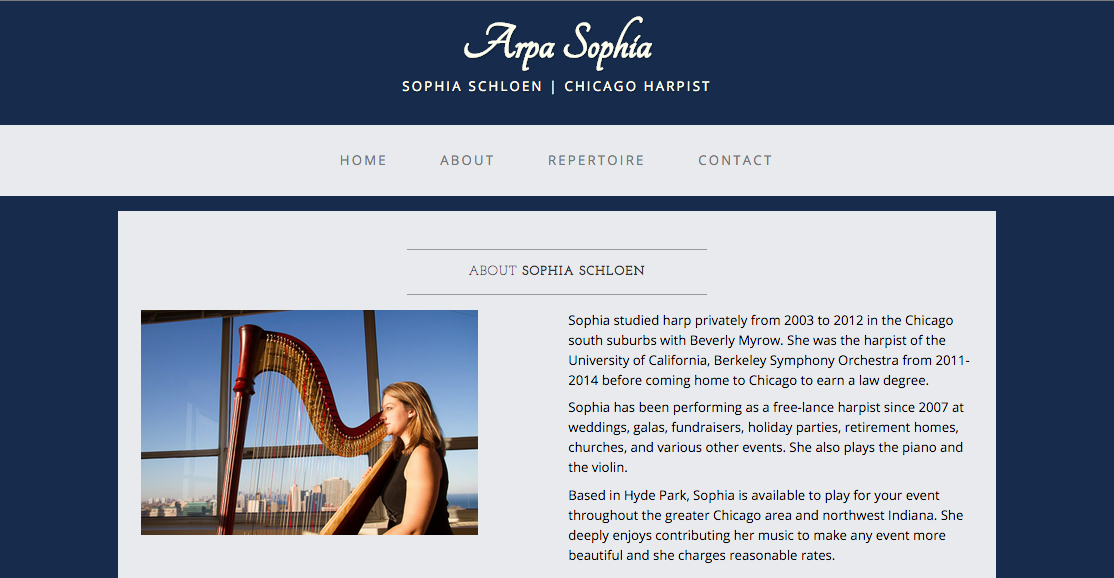 Arpa Sophia
SOPHIA SCHLOEN | CHICAGO HARPIST
HOME ABOUT REPERTOIRE CONTACT
ABOUT SOPHIA SCHLOEN
Sophia studied harp privately from 2003 to 2012 in the Chicago
south suburbs with Beverly Myrow. She was the harpist of the
University of California, Berkeley Symphony Orchestra from 2011-
2014 before coming home to Chicago to earn a law degree.
Sophia has been performing as a free-lance harpist since 2007 at
weddings, galas, fundraisers, holiday parties, retirement homes,
churches, and various other events. She also plays the piano and
the violin.
Based in Hyde Park, Sophia is available to play for your event
throughout the greater Chicago area and northwest Indiana. She
deeply enjoys contributing her music to make any event more
beautiful and she charges reasonable rates.